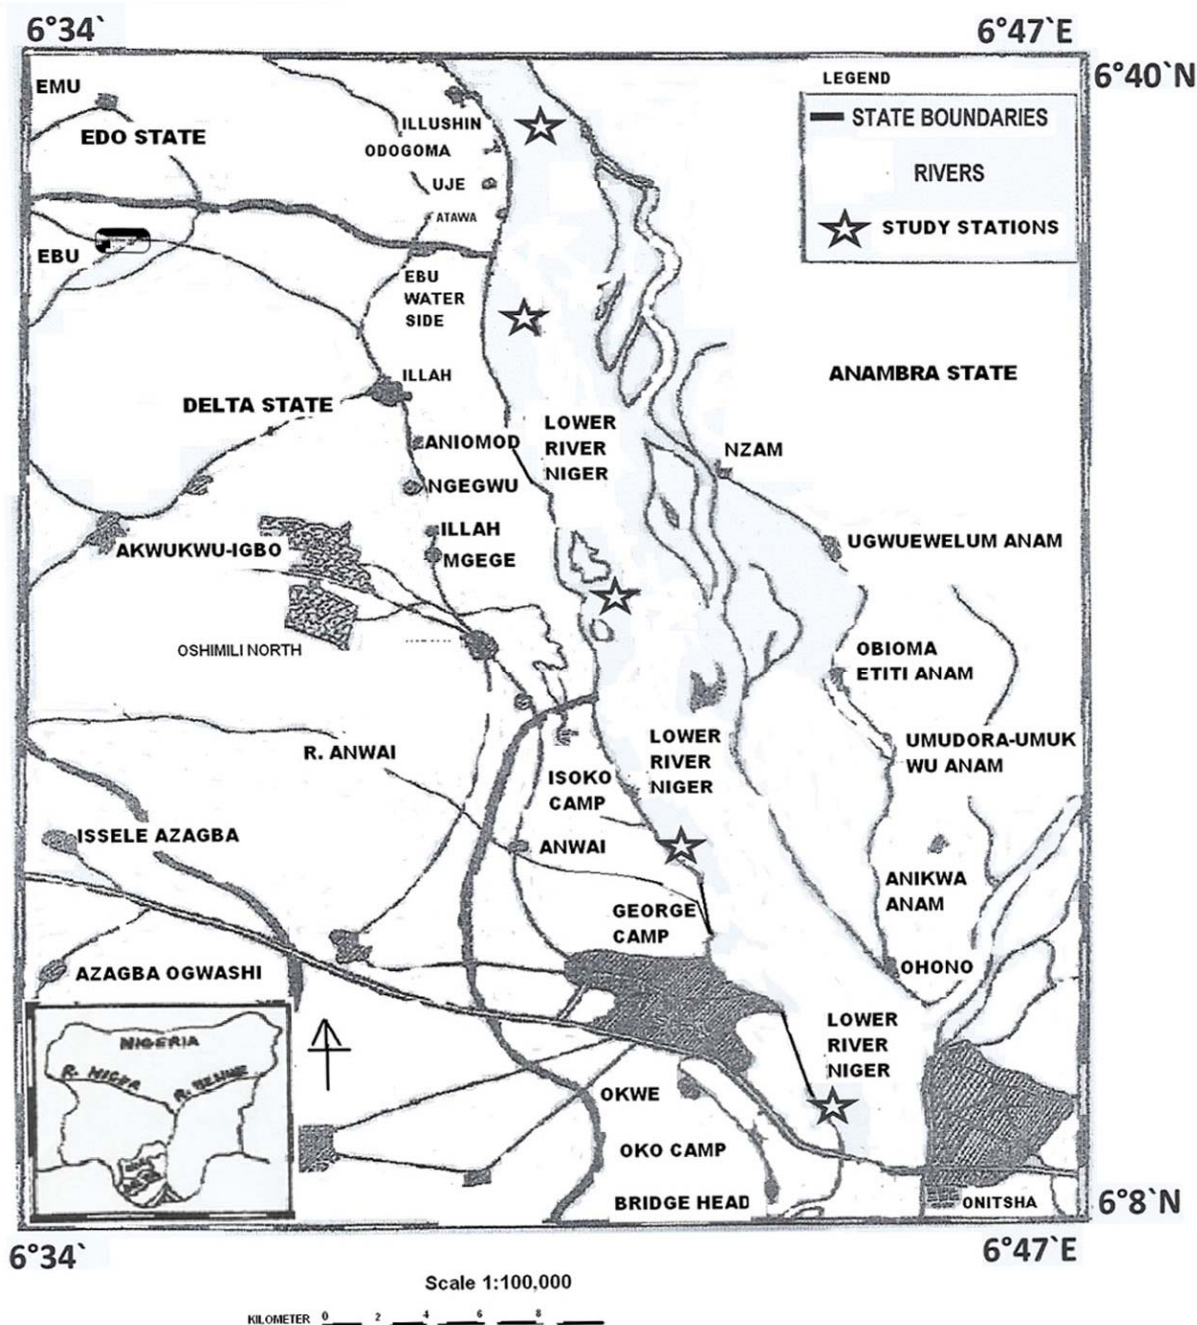 6°34`
6°47`E
6°40`N
LEGEND
STATE BOUNDARIES
RIVERS
STUDY STATIONS
EMU
EDO STATE
ILLUSHIN
ODOGOMA
UJE
ATAWA
EBU
EBU
WATER
SIDE
ILLAH
DELTA STATE
ANAMBRA STATE
LOWER
RIVER
NIGER
ANIOMOD
NZAM
NGEGWU
ILLAH
MGEGE
AKWUKWU-IGBO
UGWUEWELUM ANAM
OSHIMILI NORTH
OBIOMA
ETITI ANAM
R. ANWAI
LOWER
RIVER
NIGER
UMUDORA-UMUK
WU ANAM
ISOKO
CAMP
ISSELE AZAGBA
ANWAI
ANIKWA
ANAM
GEORGE
CAMP
AZAGBA OGWASHI
OHONO
LOWER
RIVER
NIGER
NIGERIA
R. NIGER
R. BENUE
OKWE
OKO CAMP
BRIDGE HEAD
ONITSHA
6°8`N
6°34`
6°47`E
Scale 1:100,000
KILOMETER 0 2 4 6 8